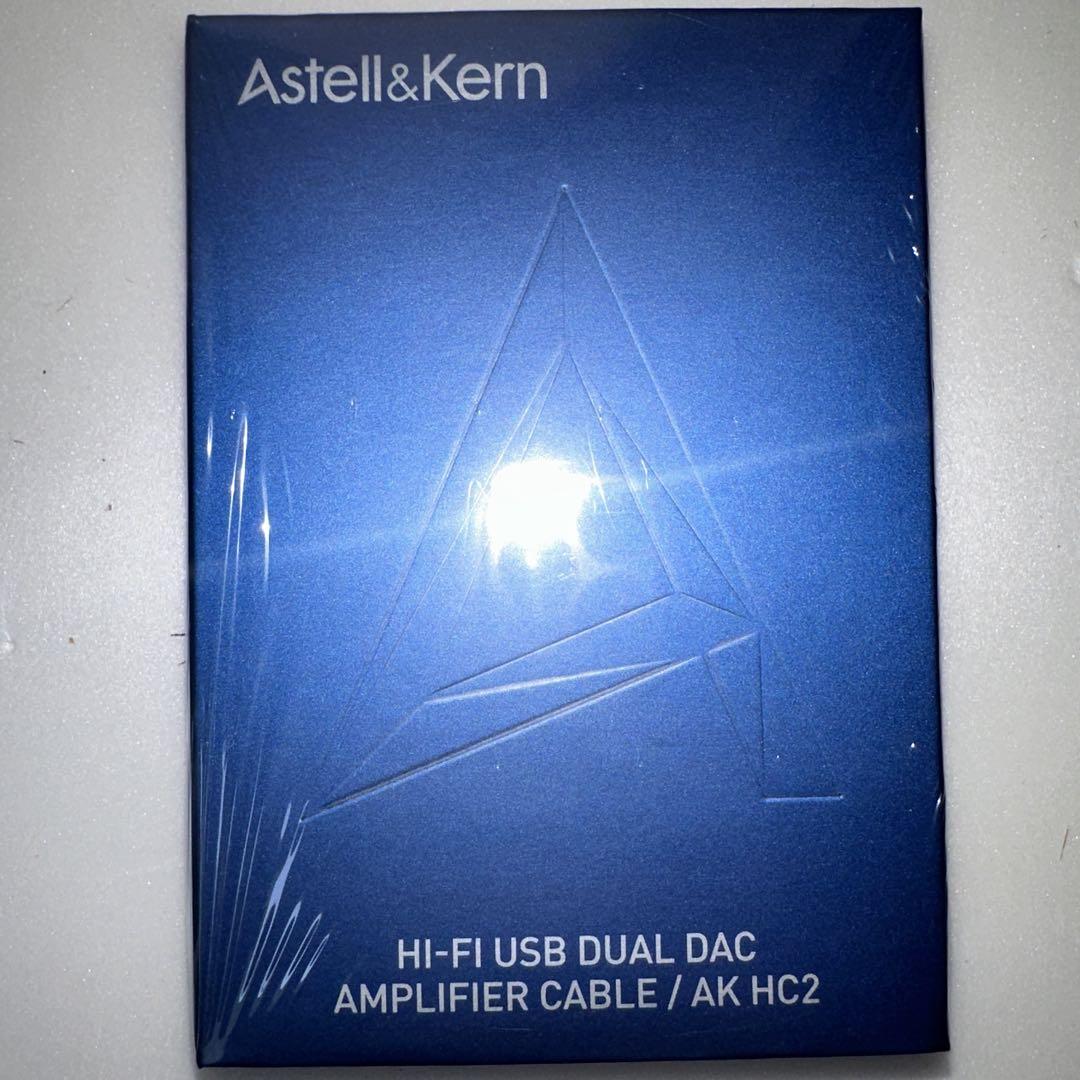 Astell&Kern
HI-FI USB DUAL DAC
AMPLIFIER CABLE / AK HC2